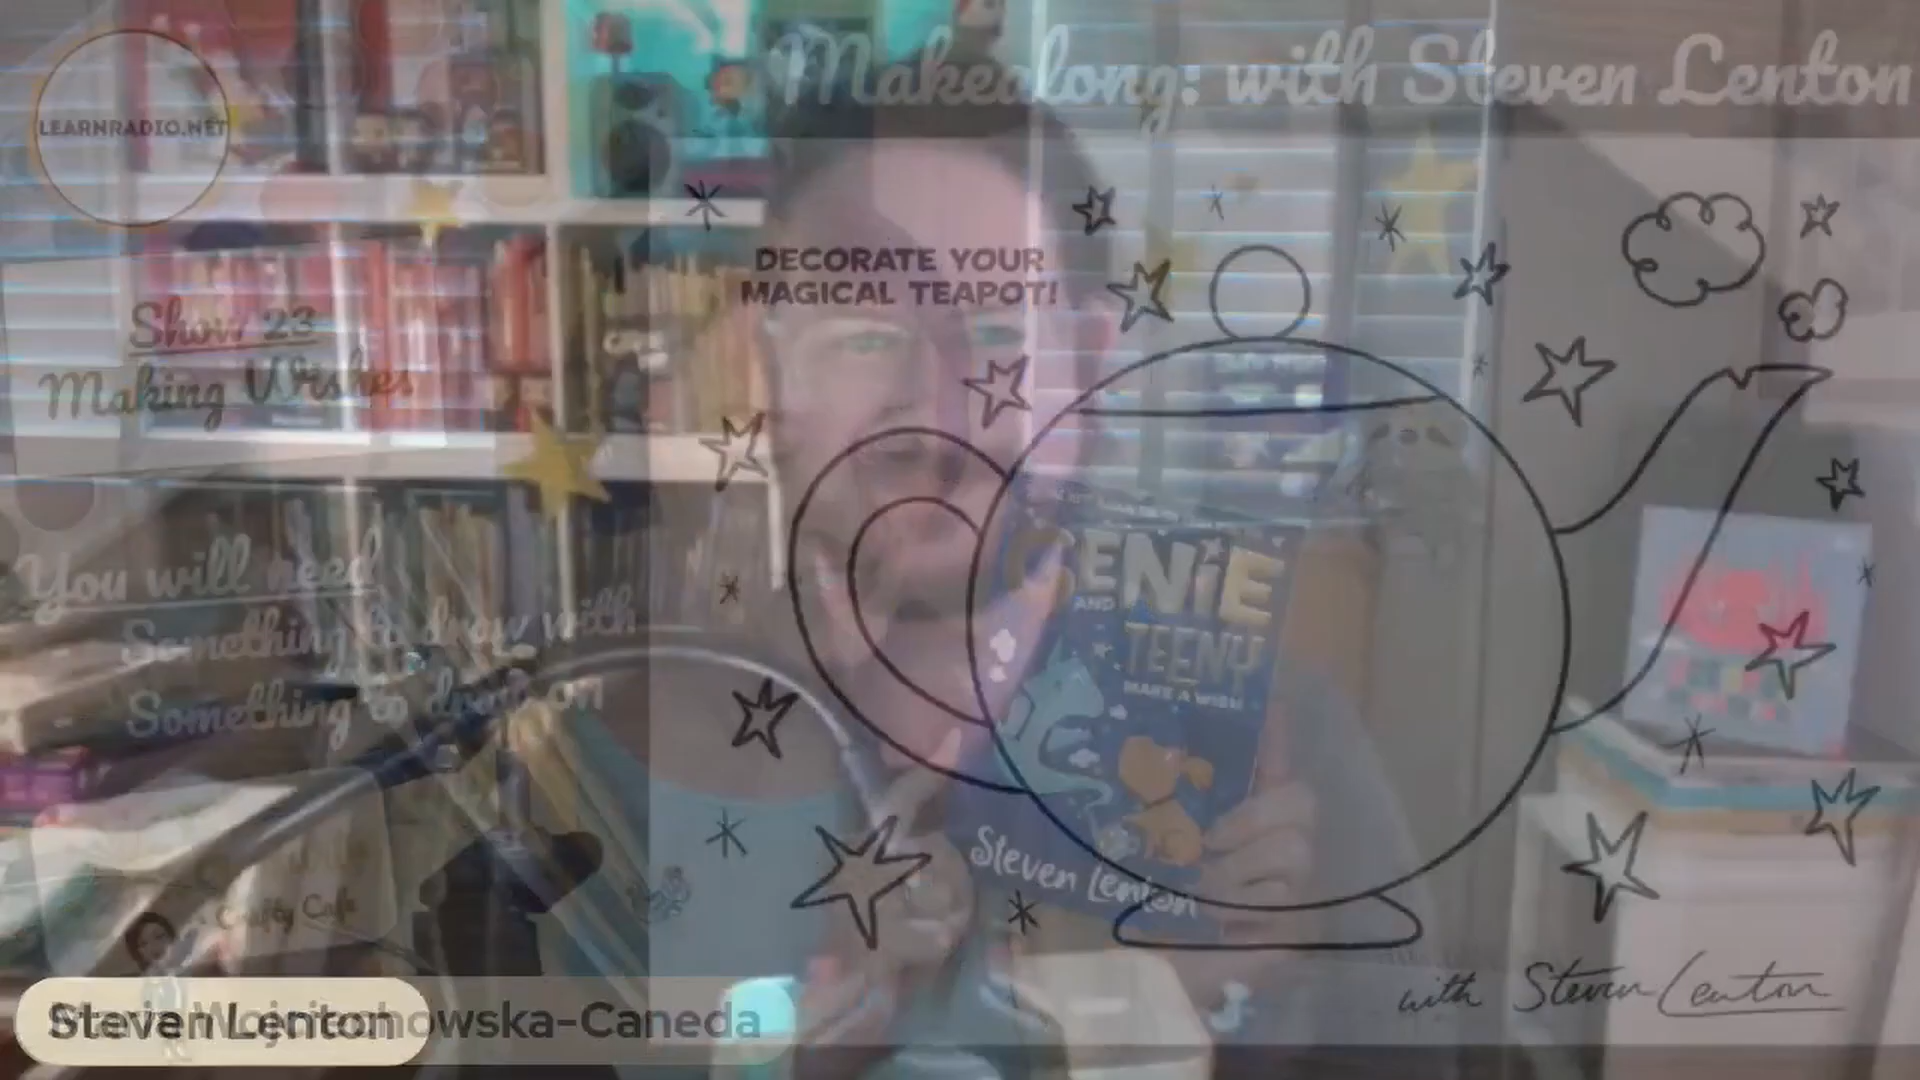 Makealong: with Steven Lenton
LEARNRADIO.NET
DECORATE YOUR
MAGICAL TEAPOT!
Show 23
Making Wishes
You will need
- Something to draw with
- Something to draw on
GENiE
AND
TEENY
MAKE A WISH
Steven Lenton
Crafty Cafe
with Steven Lenton
Steven Lenton
owska-Caneda